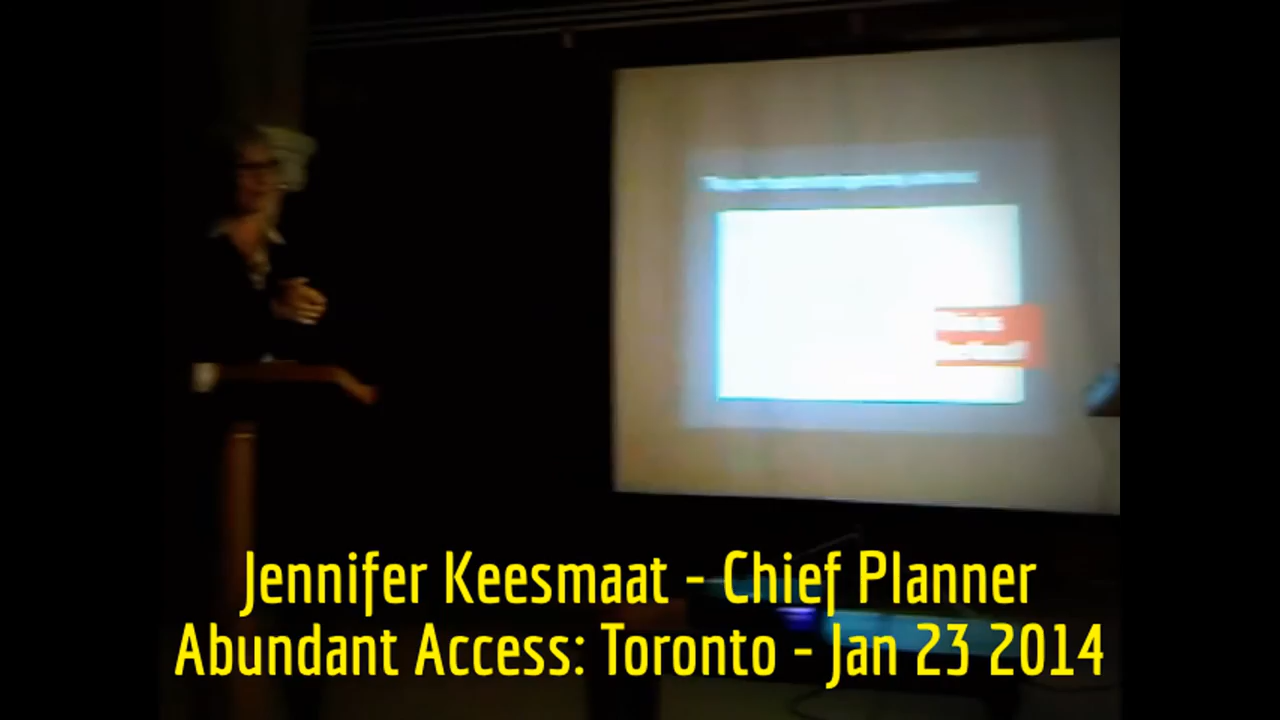 Jennifer Keesmaat - Chief Planner
Abundant Access: Toronto - Jan 23 2014